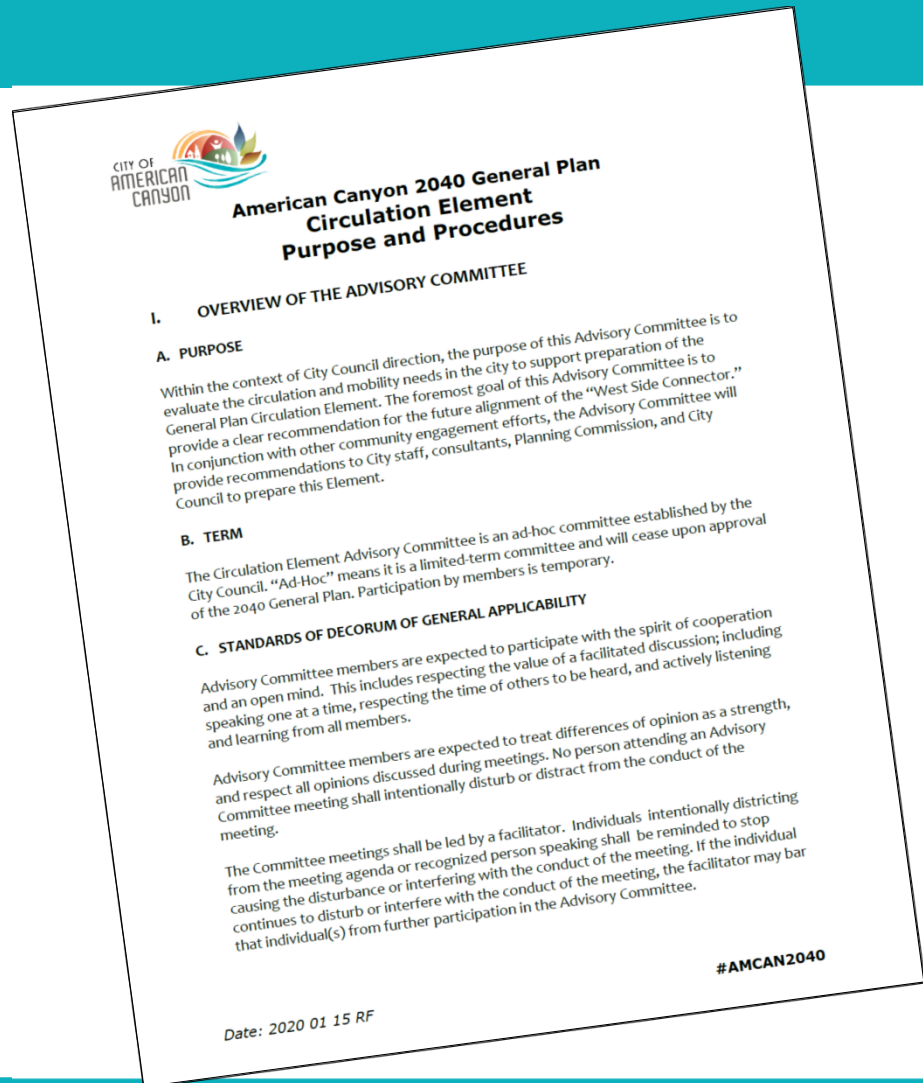 CITY OF
AMERICAN
CANYON
American Canyon 2040 General Plan
Circulation Element
Purpose and Procedures
I. OVERVIEW OF THE ADVISORY COMMITTEE
A. PURPOSE
Within the context of City Council direction, the purpose of this Advisory Committee is to
evaluate the circulation and mobility needs in the city to support preparation of the
General Plan Circulation Element. The foremost goal of this Advisory Committee is to
provide a clear recommendation for the future alignment of the “West Side Connector.”
In conjunction with other community engagement efforts, the Advisory Committee will
provide recommendations to City staff, consultants, Planning Commission, and City
Council to prepare this Element.
B. TERM
The Circulation Element Advisory Committee is an ad-hoc committee established by the
City Council. “Ad-Hoc” means it is a limited-term committee and will cease upon approval
of the 2040 General Plan. Participation by members is temporary.
C. STANDARDS OF DECORUM OF GENERAL APPLICABILITY
Advisory Committee members are expected to participate with the spirit of cooperation
and an open mind. This includes respecting the value of a facilitated discussion; including
speaking one at a time, respecting the time of others to be heard, and actively listening
and learning from all members.
Advisory Committee members are expected to treat differences of opinion as a strength,
and respect all opinions discussed during meetings. No person attending an Advisory
Committee meeting shall intentionally disturb or distract from the conduct of the
meeting.
The Committee meetings shall be led by a facilitator. Individuals intentionally districting
from the meeting agenda or recognized person speaking shall be reminded to stop
causing the disturbance or interfering with the conduct of the meeting. If the individual
continues to disturb or interfere with the conduct of the meeting, the facilitator may bar
that individual(s) from further participation in the Advisory Committee.
#AMCAN2040
Date: 2020 01 15 RF